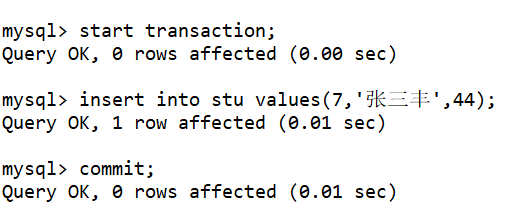 mysql> start transaction;
Query OK, 0 rows affected (0.00 sec)
mysql> insert into stu values(7,'张三丰',44);
Query OK, 1 row affected (0.01 sec)
mysql> commit;
Query OK, 0 rows affected (0.01 sec)